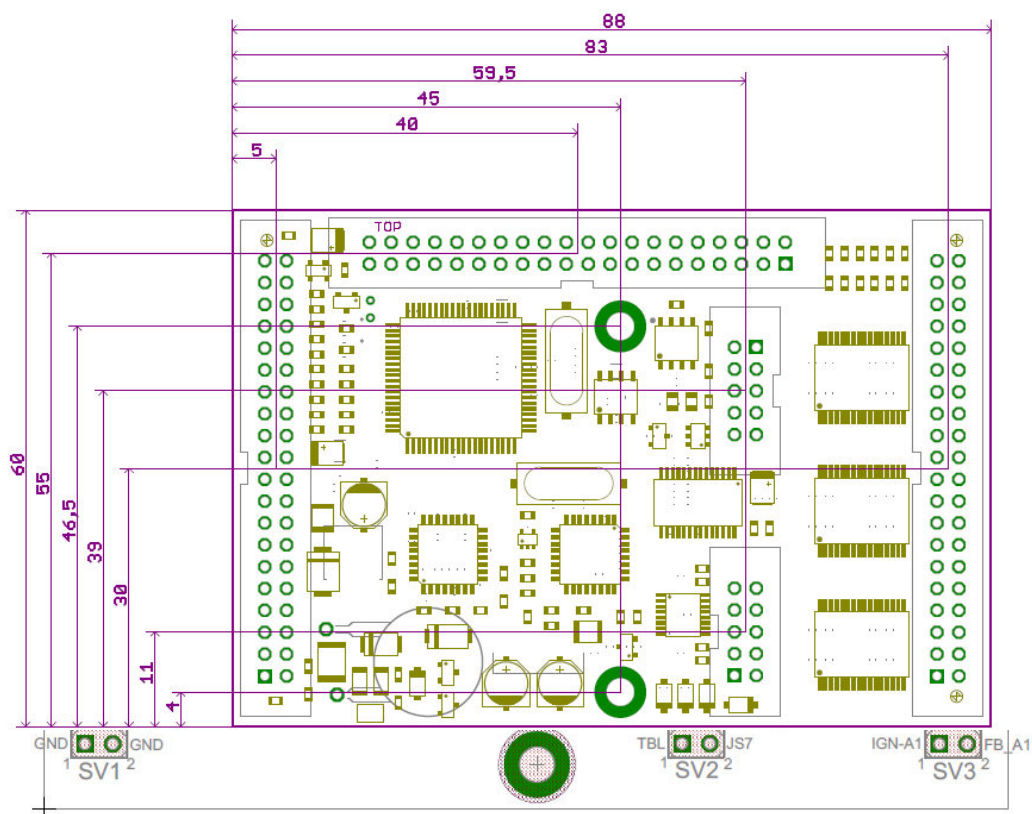 88
83
59,5
45
40
5
TOP
60
55
46,5
39
30
11
4
GND GND
1 SV1 2
TBL JS7
1 SV2 2
IGN-A1 FB_A1
1 SV3 2